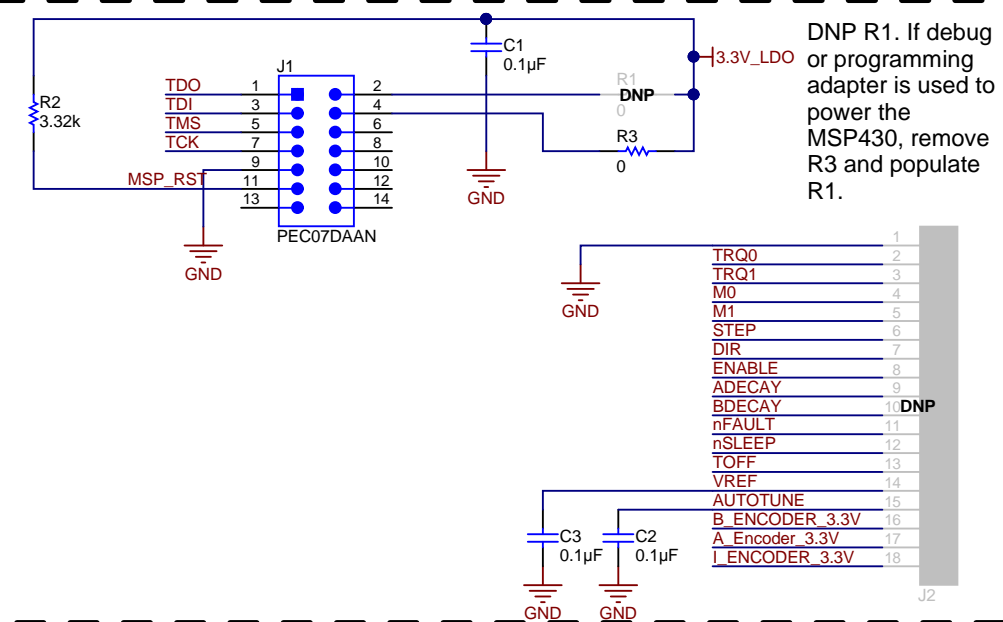 DNP R1. If debug
or programming
adapter is used to
power the
MSP430, remove
R3 and populate
R1.
C1
0.1µF
3.3V_LDO
J1
R1
DNP
0
TDO 1 2
TDI 3 4
TMS 5 6
TCK 7 8
9 10
MSP_RST 11 12
13 14
R2
3.32k
R3
0
PEC07DAAN
GND
GND
GND
1
TRQ0 2
TRQ1 3
M0 4
M1 5
STEP 6
DIR 7
ENABLE 8
ADECAY 9
BDECAY 10 DNP
nFAULT 11
nSLEEP 12
TOFF 13
VREF 14
AUTOTUNE 15
B_ENCODER_3.3V 16
A_Encoder_3.3V 17
I_ENCODER_3.3V 18
C3
0.1µF
C2
0.1µF
J2
GND
GND